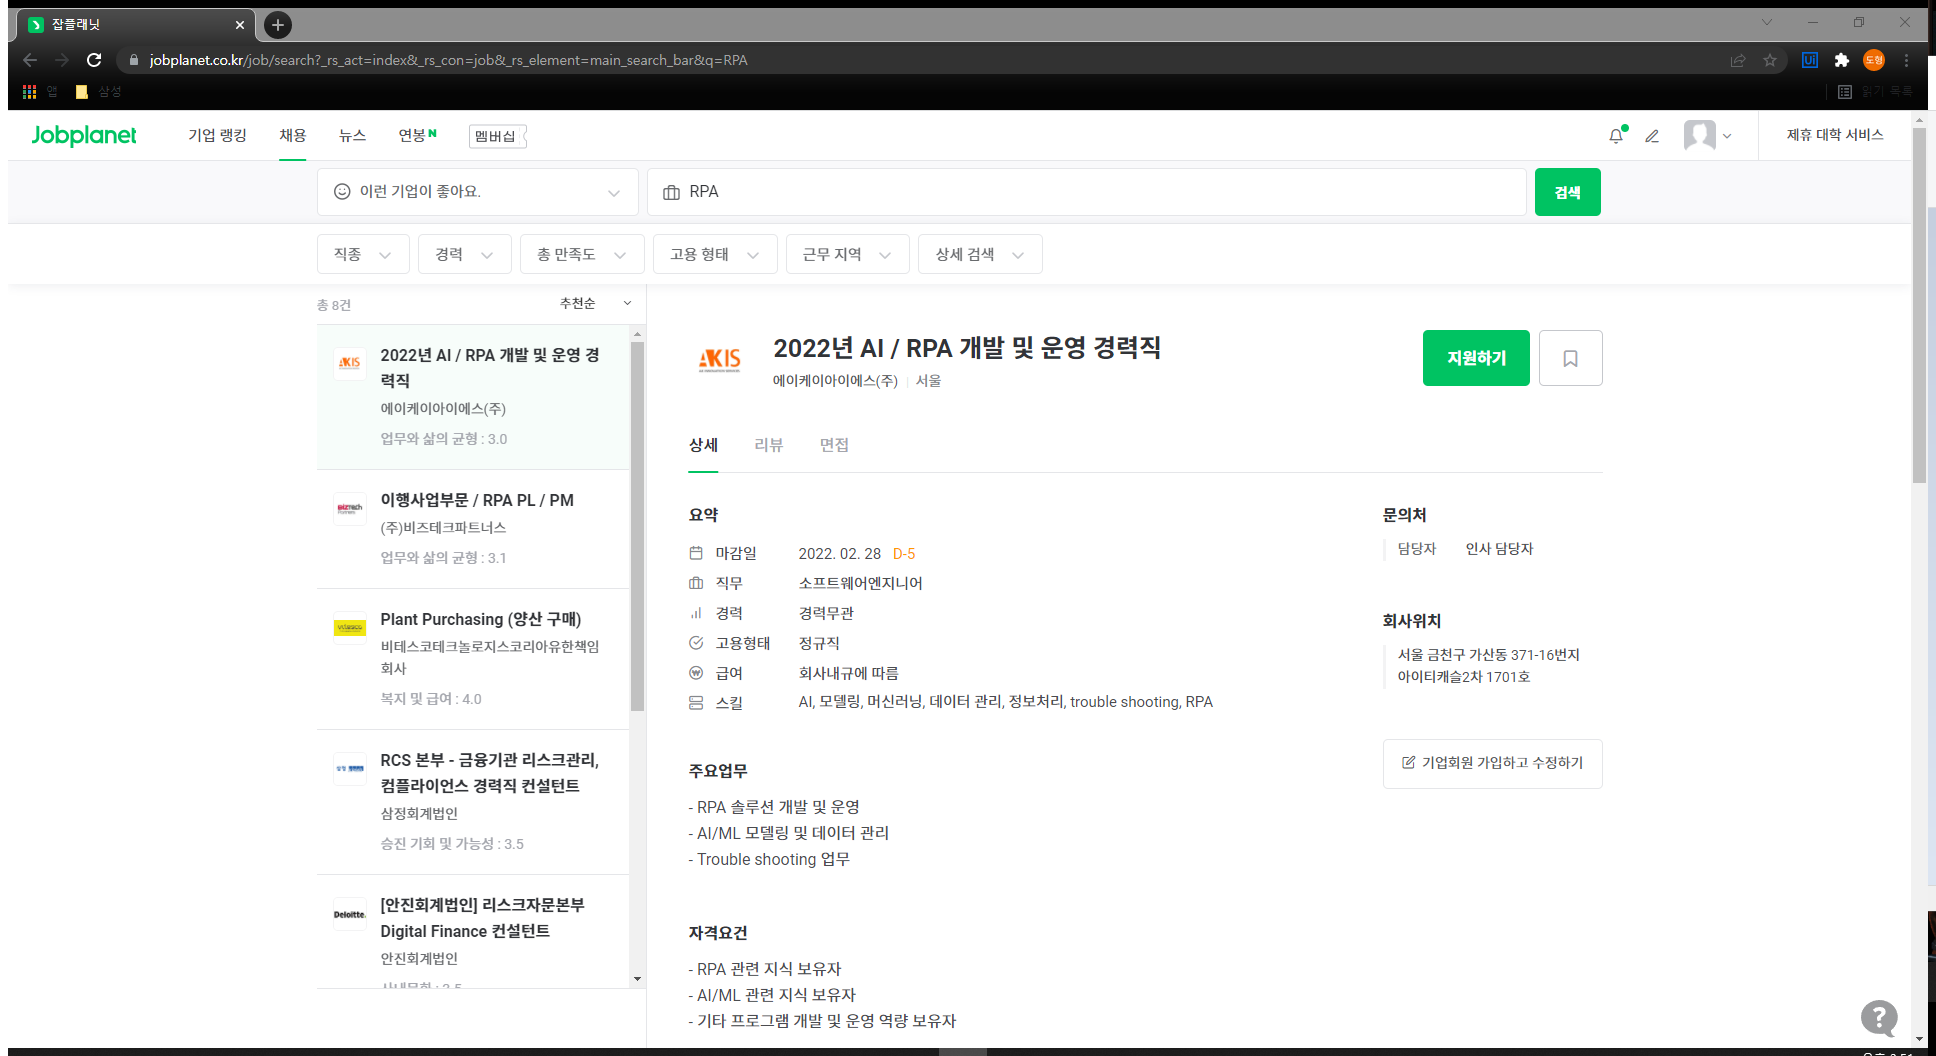 잡플래닛
jobplanet.co.kr/job/search?_rs_act=index&_rs_con=job&_rs_element=main_search_bar&q=RPA
Ui
도형
앱
삼성
읽기 목록
Jobplanet
기업 랭킹
채용
뉴스
연봉 N
멤버십
제휴 대학 서비스
이런 기업이 좋아요.
RPA
검색
직종
경력
총 만족도
고용 형태
근무 지역
상세 검색
총 8건
추천순
AKIS
2022년 AI / RPA 개발 및 운영 경
력직
에이케이아이에스(주)
업무와 삶의 균형 : 3.0
BIZTECH
이행사업부문 / RPA PL / PM
(주)비즈테크파트너스
업무와 삶의 균형 : 3.1
Plant Purchasing (양산 구매)
비테스코테크놀로지스코리아유한책임
회사
복지 및 급여 : 4.0
RCS 본부 - 금융기관 리스크관리,
컴플라이언스 경력직 컨설턴트
삼정회계법인
승진 기회 및 가능성 : 3.5
Deloitte.
[안진회계법인] 리스크자문본부
Digital Finance 컨설턴트
안진회계법인
사내문화 : 3.5
AKIS
2022년 AI / RPA 개발 및 운영 경력직
에이케이아이에스(주) 서울
지원하기
상세
리뷰
면접
요약
마감일 2022. 02. 28 D-5
직무 소프트웨어엔지니어
경력 경력무관
고용형태 정규직
급여 회사내규에 따름
스킬 AI, 모델링, 머신러닝, 데이터 관리, 정보처리, trouble shooting, RPA
주요업무
- RPA 솔루션 개발 및 운영
- AI/ML 모델링 및 데이터 관리
- Trouble shooting 업무
자격요건
- RPA 관련 지식 보유자
- AI/ML 관련 지식 보유자
- 기타 프로그램 개발 및 운영 역량 보유자
문의처
담당자 인사 담당자
회사위치
서울 금천구 가산동 371-16번지
아이티캐슬2차 1701호
기업회원 가입하고 수정하기
?